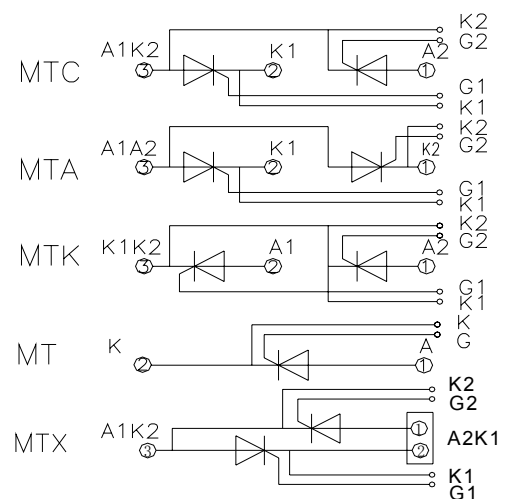 K2
A1K2 K1 A2 G2
MTC ③ ② ①
G1
K1
K2
A1A2 K1 K2 G2
MTA ③ ② ①
G1
K1
K2
K1K2 A1 A2 G2
MTK ③ ② ①
G1
K1
K
K A G
MT ② ①
K2
G2
A1K2 ① A2K1
MTX ③ ②
K1
G1